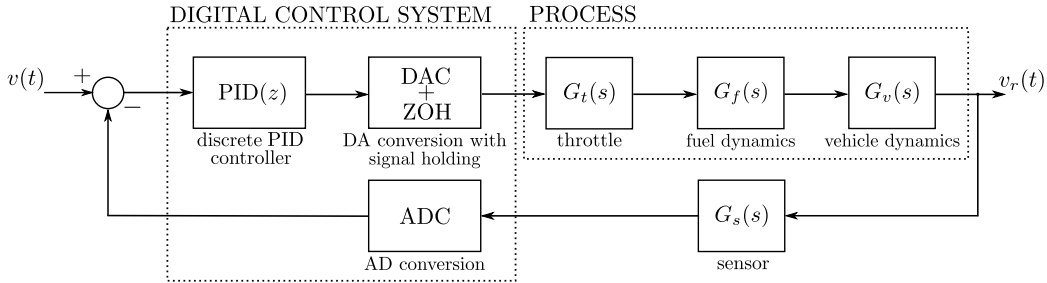 DIGITAL CONTROL SYSTEM
PROCESS
v(t)
+
−
PID(z)
discrete PID
controller
DAC
+
ZOH
DA conversion with
signal holding
G_t(s)
throttle
G_f(s)
fuel dynamics
G_v(s)
vehicle dynamics
v_r(t)
ADC
AD conversion
G_s(s)
sensor